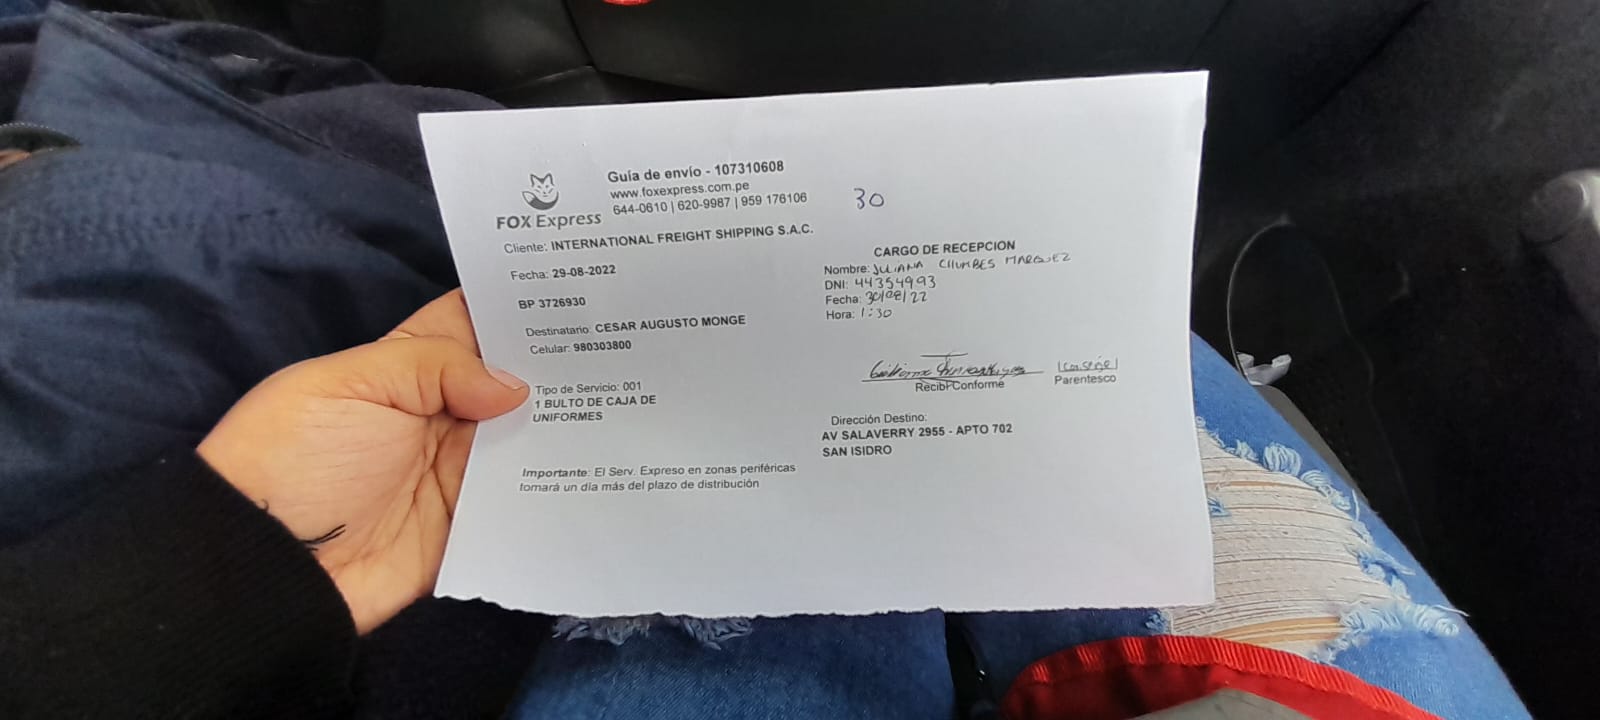 Guía de envío - 107310608
www.foxexpress.com.pe
644-0610 | 620-9987 | 959 176106
FOX Express
30
Cliente: INTERNATIONAL FREIGHT SHIPPING S.A.C.
Fecha: 29-08-2022
BP 3726930
Destinatario: CESAR AUGUSTO MONGE
Celular: 980303800
Tipo de Servicio: 001
1 BULTO DE CAJA DE
UNIFORMES
Importante: El Serv. Expreso en zonas periféricas
tomará un día más del plazo de distribución
CARGO DE RECEPCION
Nombre: JULIANA CHUMBES MARQUEZ
DNI: 44354993
Fecha: 30/08/22
Hora: 1:30
Recibí Conforme
Parentesco
Dirección Destino:
AV SALAVERRY 2955 - APTO 702
SAN ISIDRO